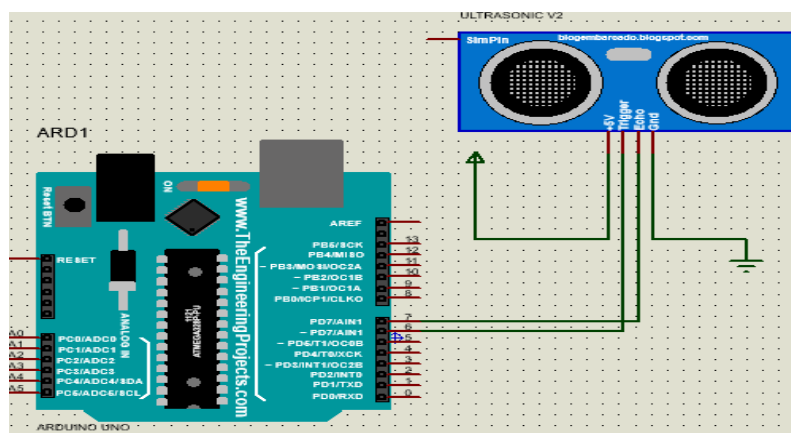 ULTRASONIC V2
SimPin
blogembarcado.blogspot.com
+5V
Trigger
Echo
Gnd
ARD1
Reset BTN
ON
www.TheEngineeringProjects.com
AREF
RESET
13
PB5/SCK
12
PB4/MISO
11
~ PB3/MOSI/OC2A
10
~ PB2/OC1B
9
~ PB1/OC1A
8
PB0/ICP1/CLKO
ANALOG IN
1121
ATMEGA328P-PU
7
PD7/AIN1
6
~ PD7/AIN1
5
~ PD5/T1/OC0B
4
PD4/T0/XCK
3
~ PD3/INT1/OC2B
2
PD2/INT0
1
PD1/TXD
0
PD0/RXD
A0
PC0/ADC0
A1
PC1/ADC1
A2
PC2/ADC2
A3
PC3/ADC3
A4
PC4/ADC4/SDA
A5
PC5/ADC5/SCL
ARDUINO UNO